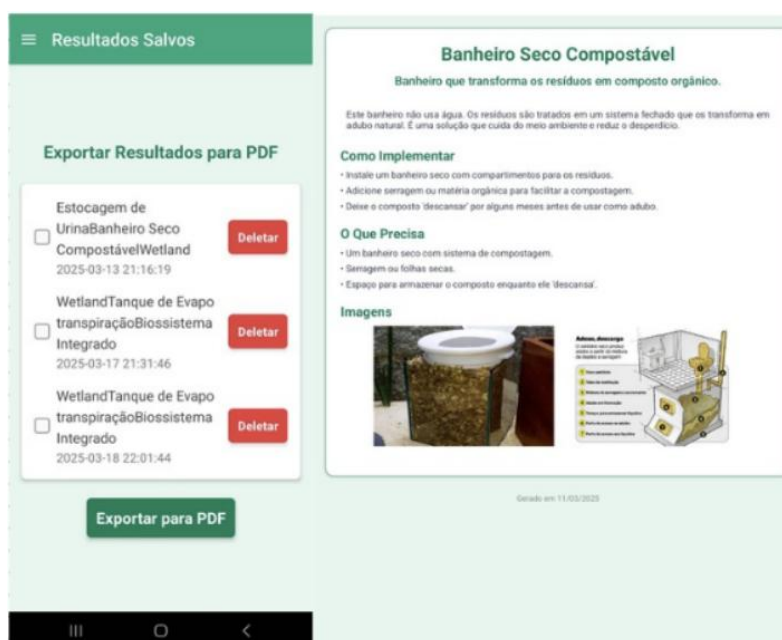 Resultados Salvos
Exportar Resultados para PDF
Estocagem de
UrinaBanheiro Seco
CompostávelWetland
2025-03-13 21:16:19
Deletar
WetlandTanque de Evapo
transpiraçãoBiossistema
Integrado
2025-03-17 21:31:46
Deletar
WetlandTanque de Evapo
transpiraçãoBiossistema
Integrado
2025-03-18 22:01:44
Deletar
Exportar para PDF
Banheiro Seco Compostável
Banheiro que transforma os resíduos em composto orgânico.
Este banheiro não usa água. Os resíduos são tratados em um sistema fechado que os transforma em
adubo natural. É uma solução que cuida do meio ambiente e reduz o desperdício.
Como Implementar
• Instale um banheiro seco com compartimentos para os resíduos.
• Adicione serragem ou matéria orgânica para facilitar a compostagem.
• Deixe o composto 'descansar' por alguns meses antes de usar como adubo.
O Que Precisa
• Um banheiro seco com sistema de compostagem.
• Serragem ou folhas secas.
• Espaço para armazenar o composto enquanto ele 'descansa'.
Imagens
Adeus, descarga
Gerado em 11/03/2025